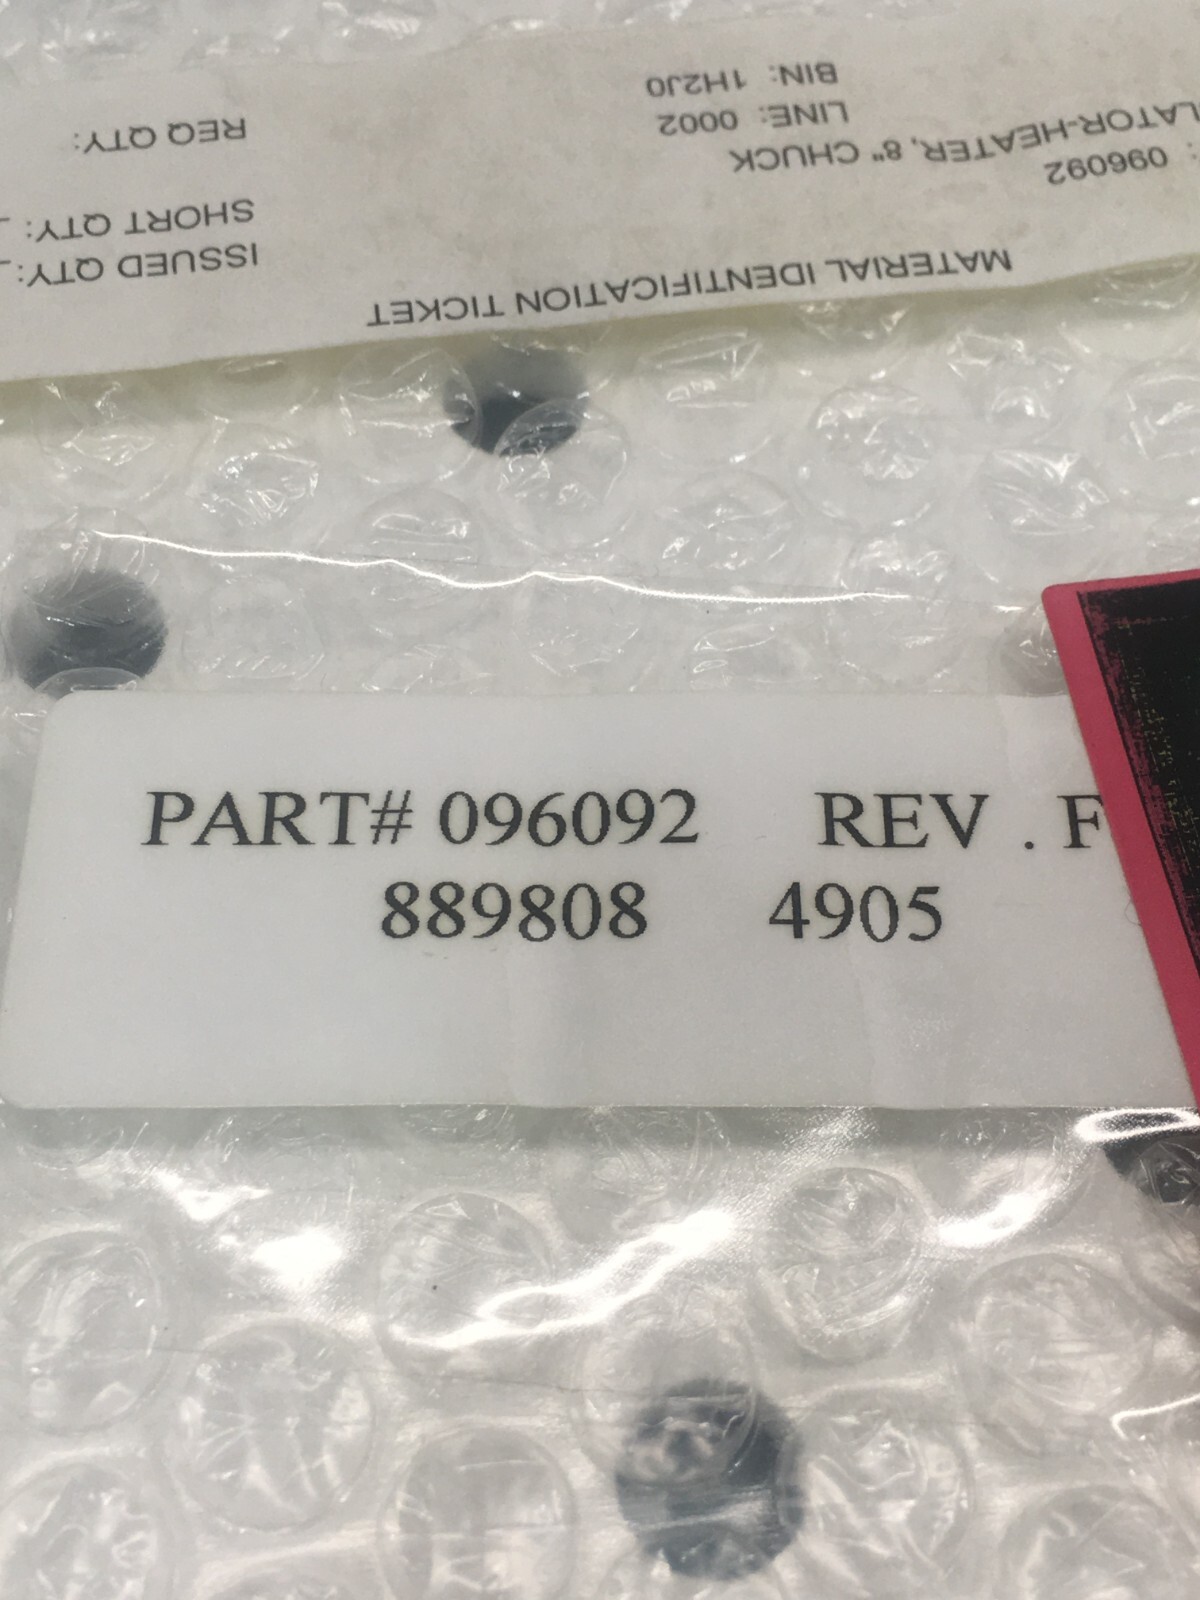 MATERIAL IDENTIFICATION TICKET
: 096092
LATOR-HEATER, 8" CHUCK
LINE: 0002
BIN: 1H2J0
ISSUED QTY:
SHORT QTY:
REQ QTY:
PART# 096092 REV . F
889808 4905